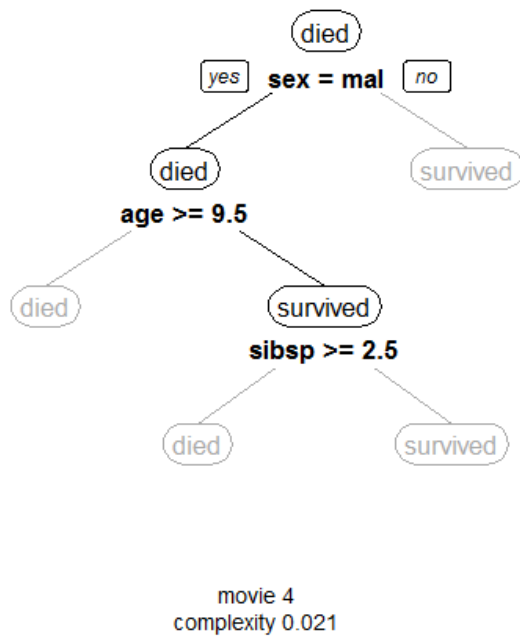 died
yes sex = mal no
died survived
age >= 9.5
died survived
sibsp >= 2.5
died survived
movie 4
complexity 0.021